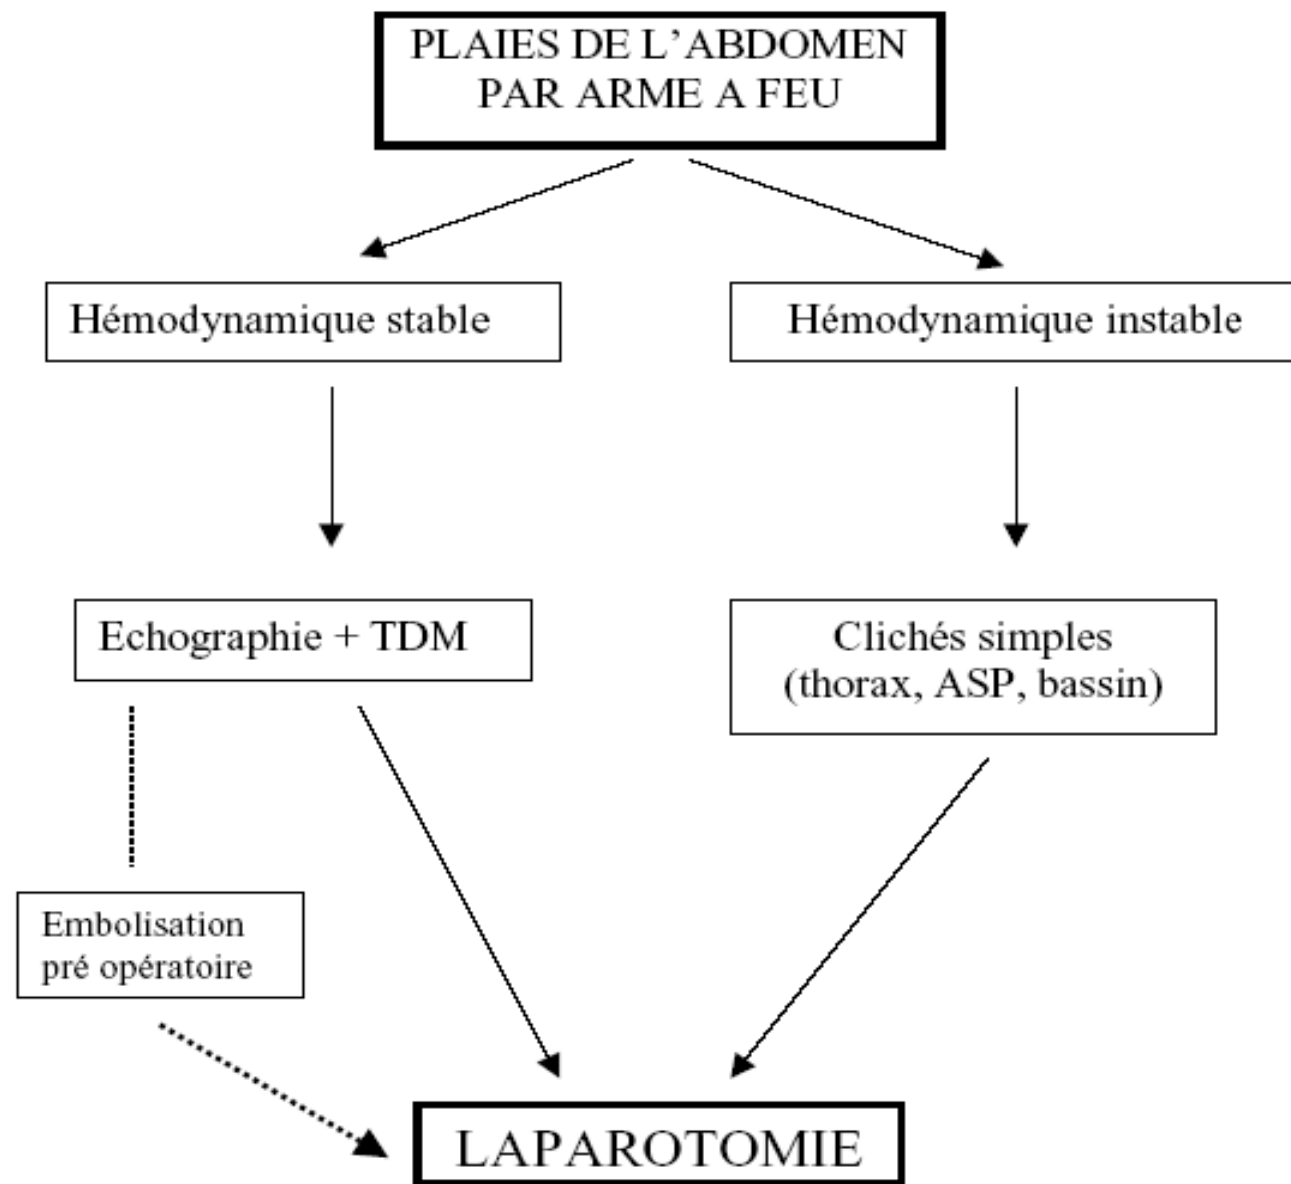 PLAIES DE L'ABDOMEN
PAR ARME A FEU
Hémodynamique stable
Hémodynamique instable
Echographie + TDM
Clichés simples
(thorax, ASP, bassin)
Embolisation
pré opératoire
LAPAROTOMIE